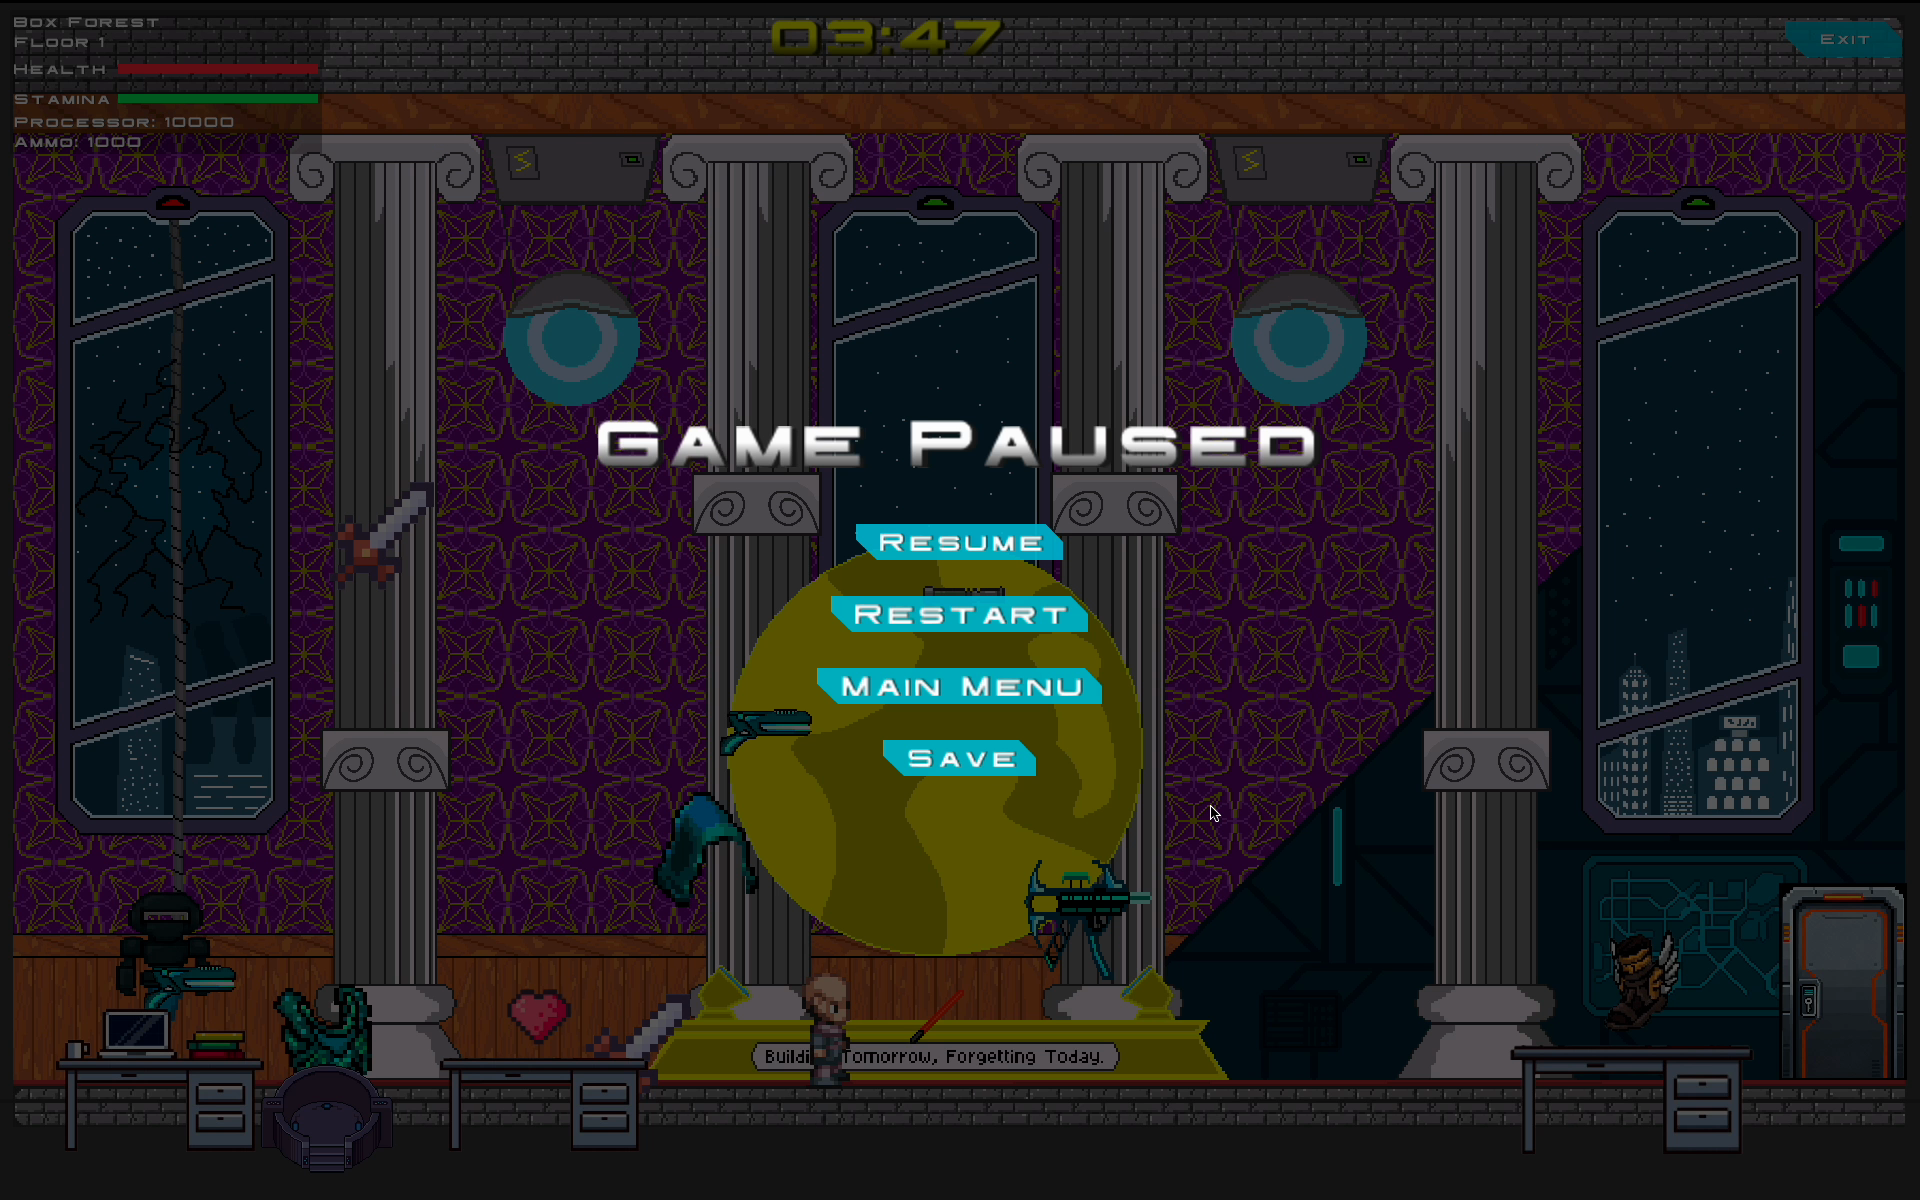 Box Forest
Floor 1
Health
Stamina
Processor: 10000
Ammo: 1000
03:47
Exit
Game Paused
Resume
Restart
Main Menu
Save
Buildi Tomorrow, Forgetting Today.